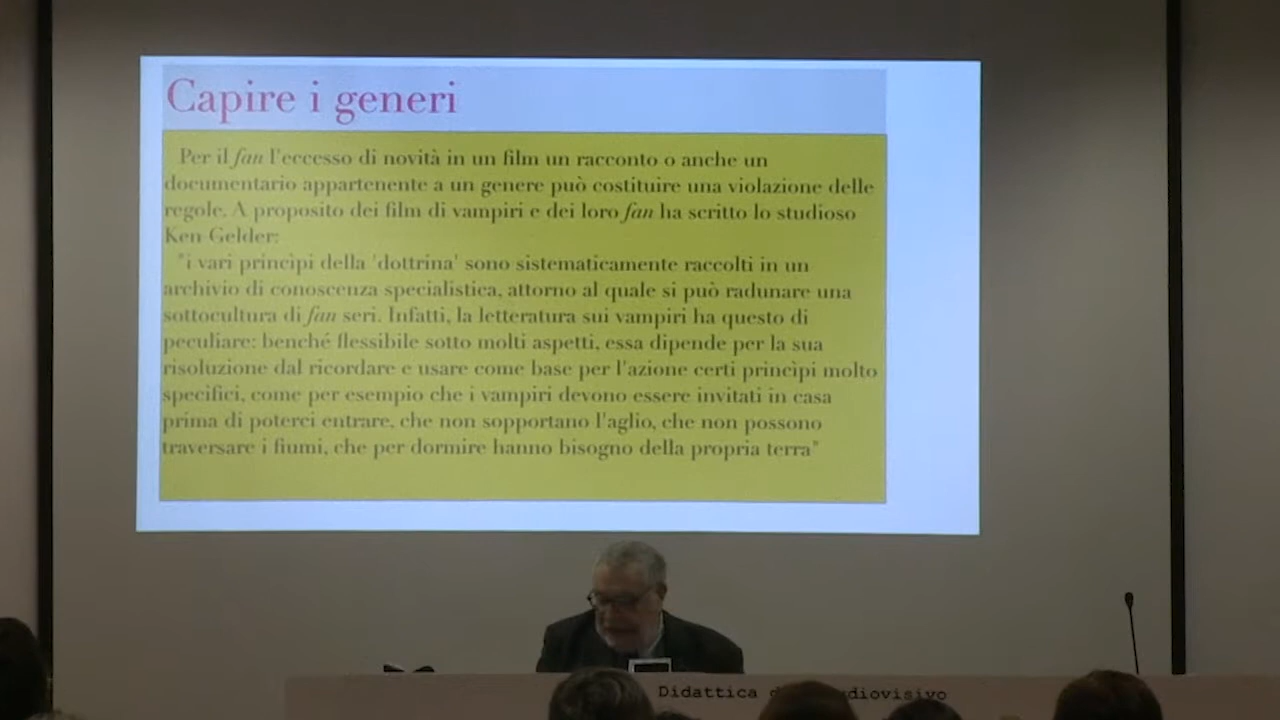 Capire i generi
Per il fan l'eccesso di novità in un film un racconto o anche un
documentario appartenente a un genere può costituire una violazione delle
regole. A proposito dei film di vampiri e dei loro fan ha scritto lo studioso
Ken Gelder:
"i vari princìpi della 'dottrina' sono sistematicamente raccolti in un
archivio di conoscenza specialistica, attorno al quale si può radunare una
sottocultura di fan seri. Infatti, la letteratura sui vampiri ha questo di
peculiare: benché flessibile sotto molti aspetti, essa dipende per la sua
risoluzione dal ricordare e usare come base per l'azione certi princìpi molto
specifici, come per esempio che i vampiri devono essere invitati in casa
prima di poterci entrare, che non sopportano l'aglio, che non possono
traversare i fiumi, che per dormire hanno bisogno della propria terra"
Didattica